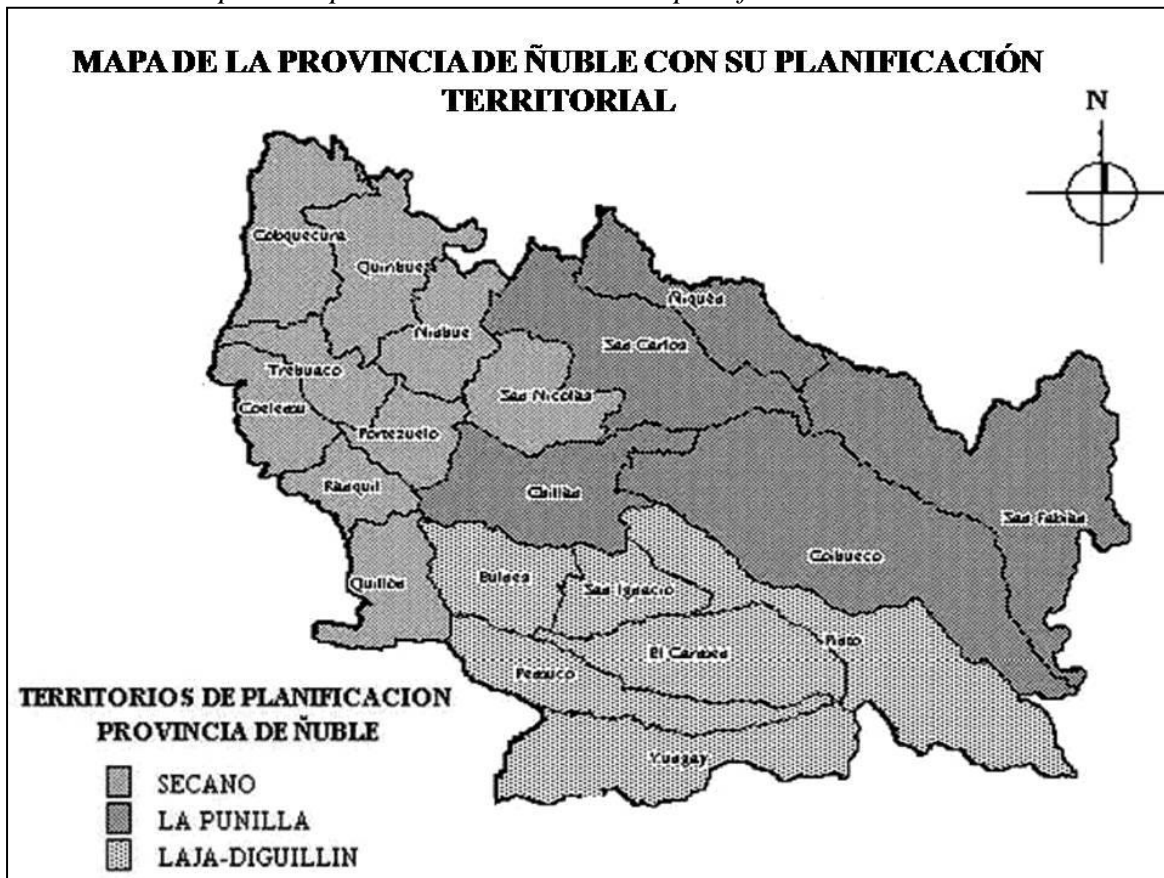 MAPA DE LA PROVINCIA DE ÑUBLE CON SU PLANIFICACIÓN
TERRITORIAL
N
Cobquecura
Quirihue
Ñiquén
Ninhue
San Carlos
Trehuaco
San Nicolás
Coelemu
Portezuelo
Ránquil
Chillán
San Fabián
Coihueco
Quillón
Bulnes
San Ignacio
Pinto
El Carmen
Pemuco
Yungay
TERRITORIOS DE PLANIFICACION
PROVINCIA DE ÑUBLE
SECANO
LA PUNILLA
LAJA-DIGUILLIN